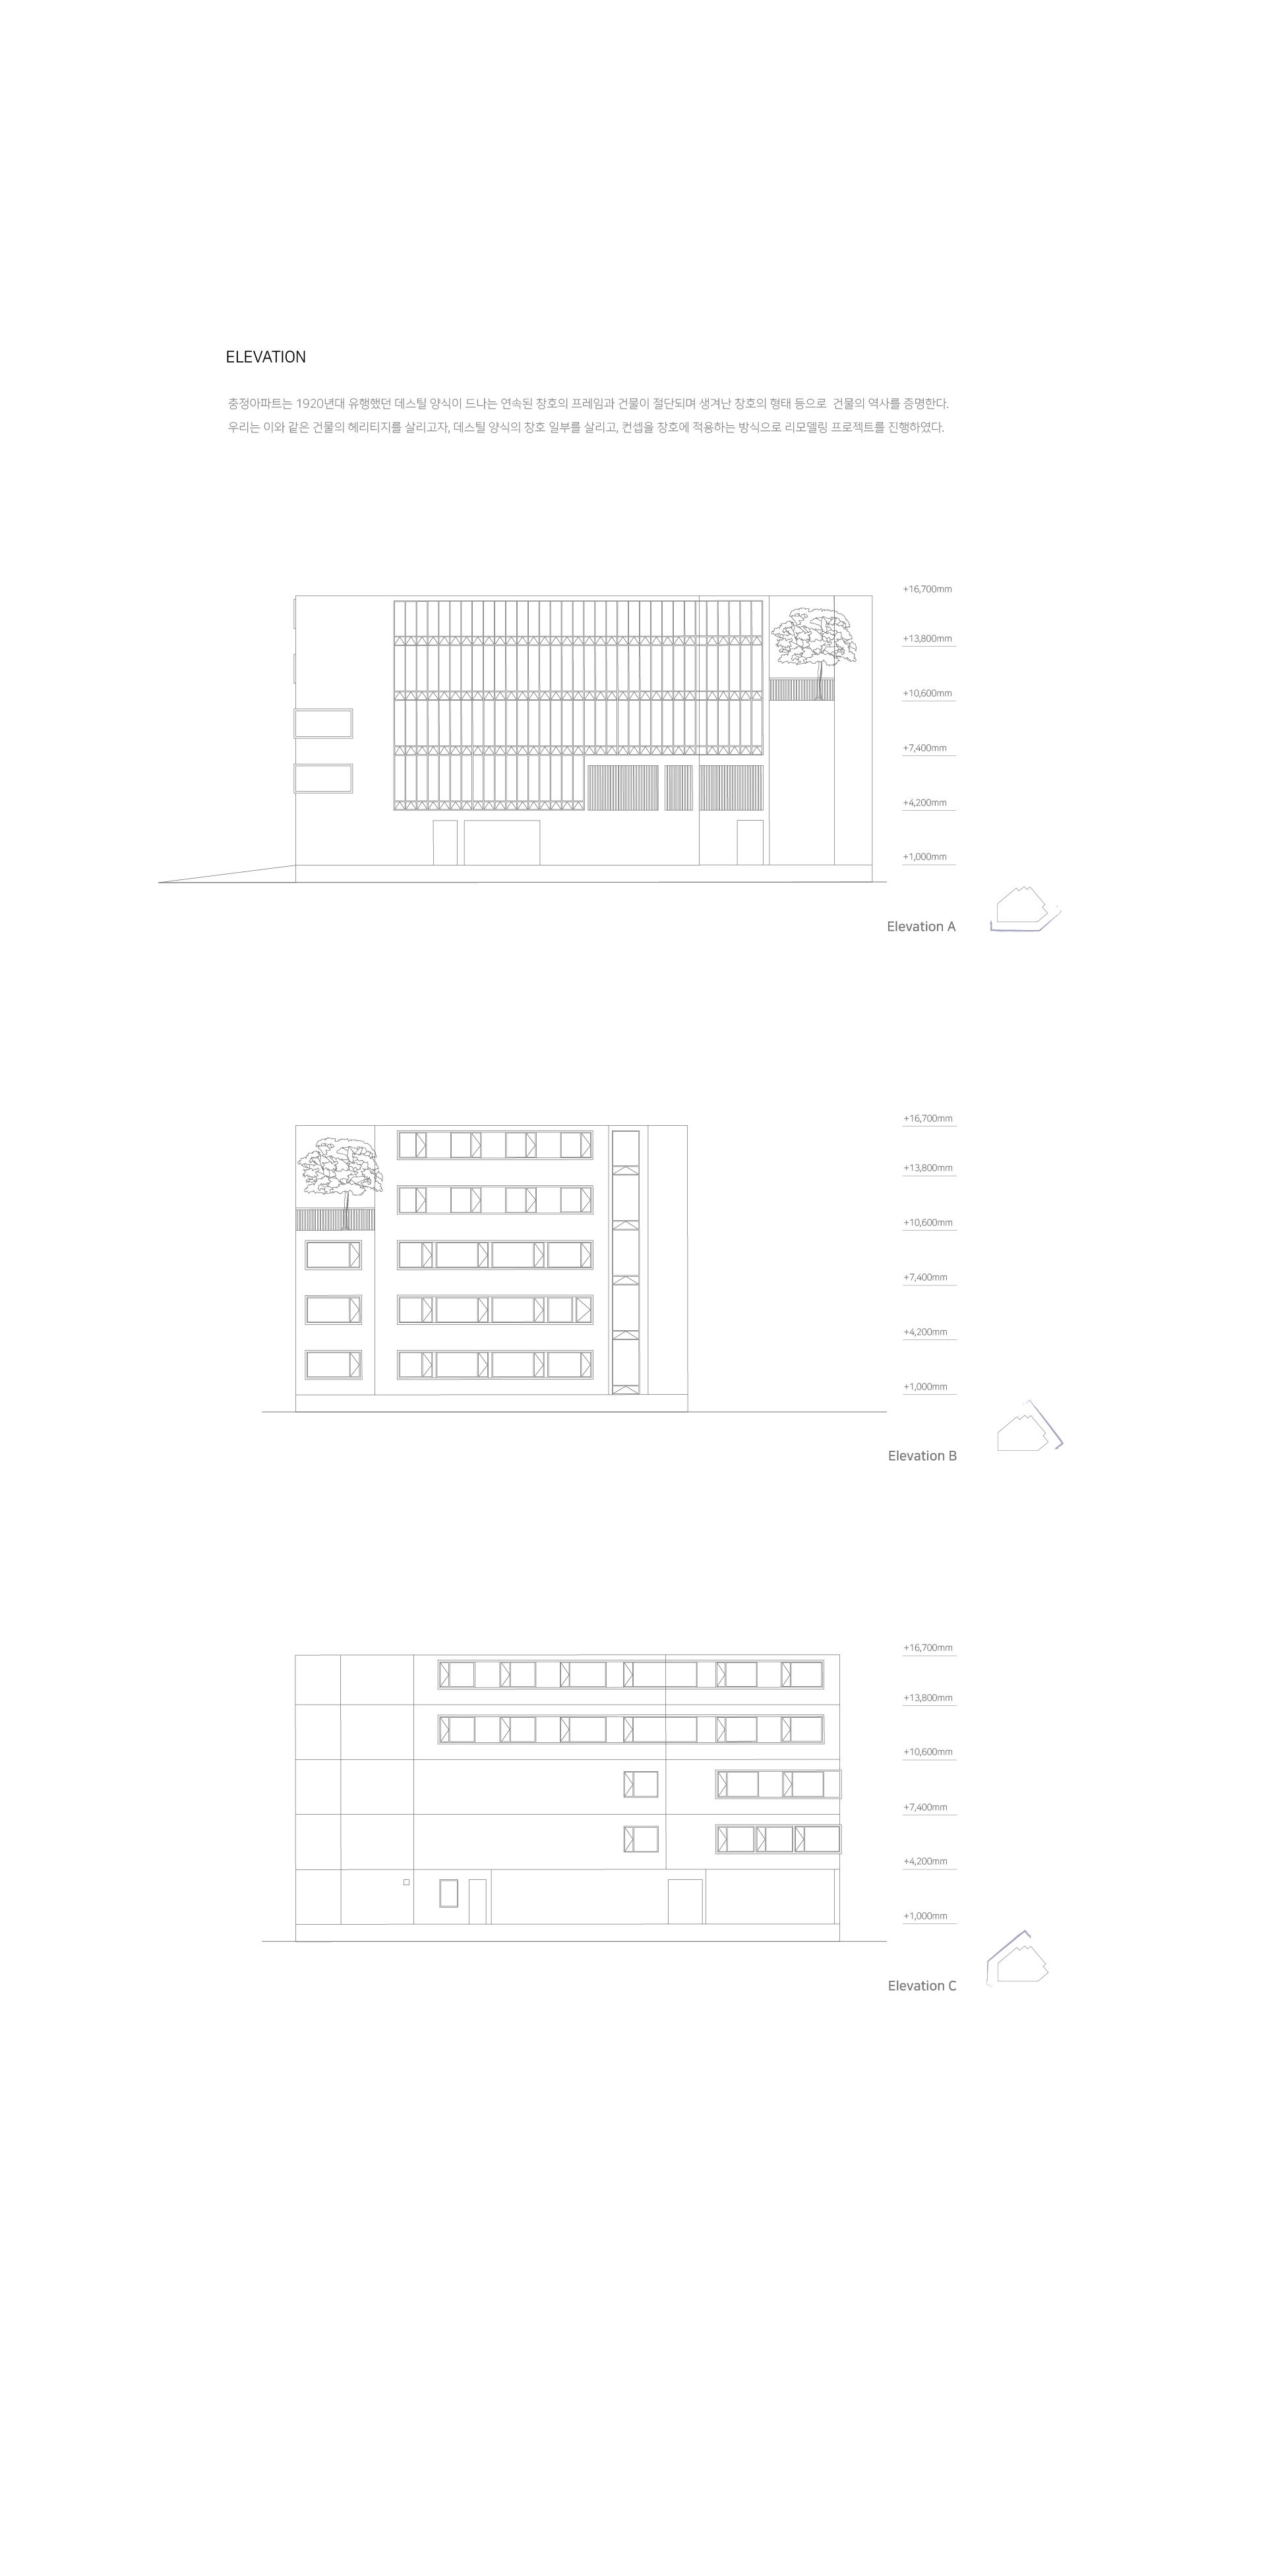 ELEVATION
충정아파트는 1920년대 유행했던 데스틸 양식이 드나는 연속된 창호의 프레임과 건물이 절단되며 생겨난 창호의 형태 등으로 건물의 역사를 증명한다.
우리는 이와 같은 건물의 헤리티지를 살리고자, 데스틸 양식의 창호 일부를 살리고, 컨셉을 창호에 적용하는 방식으로 리모델링 프로젝트를 진행하였다.
+16,700mm
+13,800mm
+10,600mm
+7,400mm
+4,200mm
+1,000mm
Elevation A
+16,700mm
+13,800mm
+10,600mm
+7,400mm
+4,200mm
+1,000mm
Elevation B
+16,700mm
+13,800mm
+10,600mm
+7,400mm
+4,200mm
+1,000mm
Elevation C